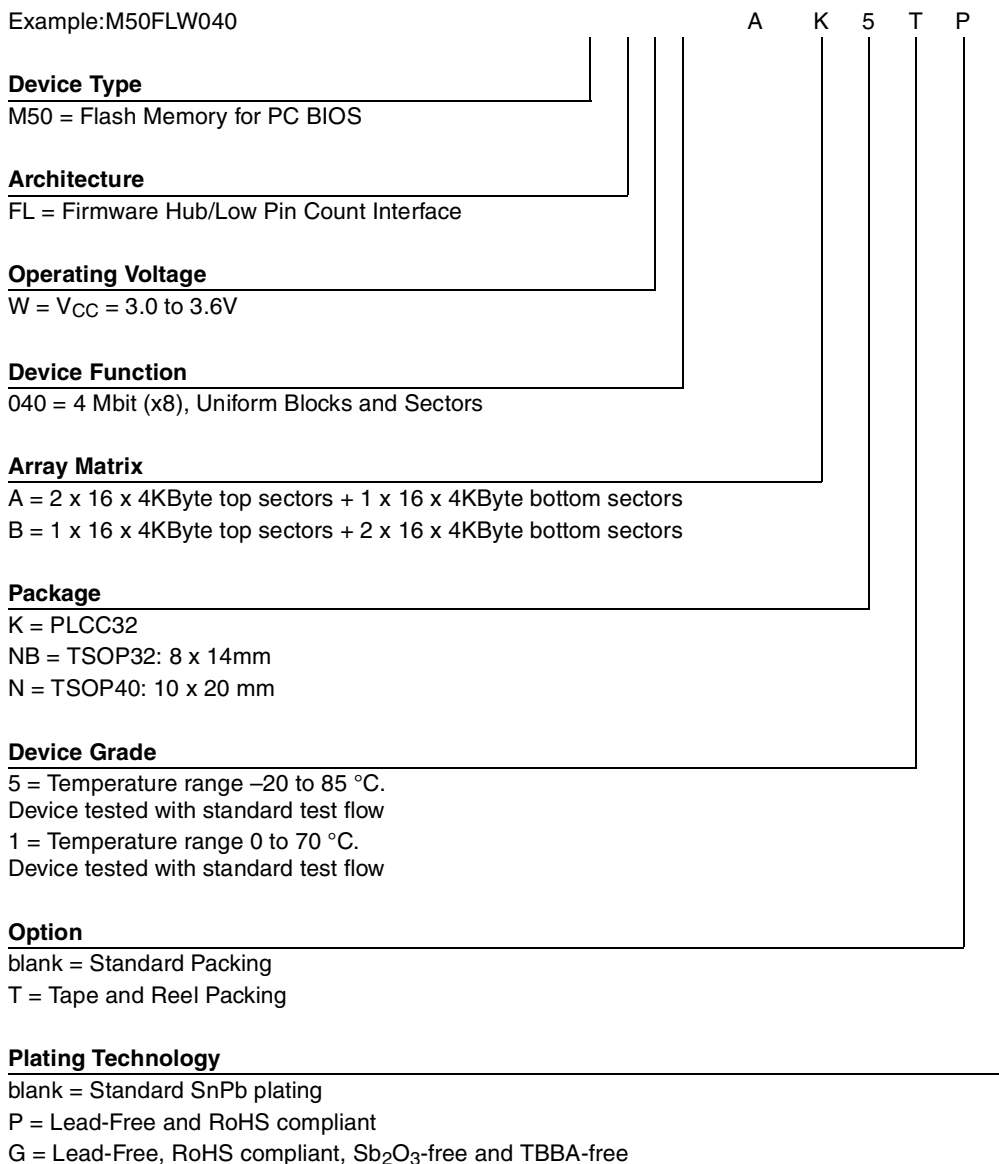 Example:M50FLW040 A K 5 T P
Device Type
M50 = Flash Memory for PC BIOS
Architecture
FL = Firmware Hub/Low Pin Count Interface
Operating Voltage
W = VCC = 3.0 to 3.6V
Device Function
040 = 4 Mbit (x8), Uniform Blocks and Sectors
Array Matrix
A = 2 x 16 x 4KByte top sectors + 1 x 16 x 4KByte bottom sectors
B = 1 x 16 x 4KByte top sectors + 2 x 16 x 4KByte bottom sectors
Package
K = PLCC32
NB = TSOP32: 8 x 14mm
N = TSOP40: 10 x 20 mm
Device Grade
5 = Temperature range –20 to 85 °C.
Device tested with standard test flow
1 = Temperature range 0 to 70 °C.
Device tested with standard test flow
Option
blank = Standard Packing
T = Tape and Reel Packing
Plating Technology
blank = Standard SnPb plating
P = Lead-Free and RoHS compliant
G = Lead-Free, RoHS compliant, Sb2O3-free and TBBA-free